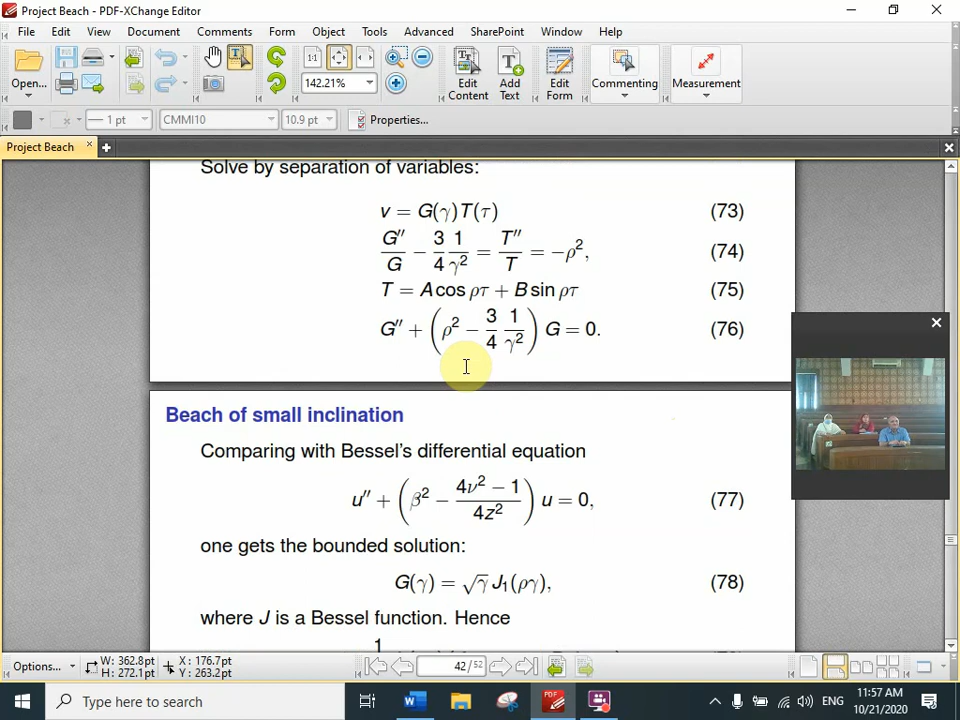 Project Beach - PDF-XChange Editor
File Edit View Document Comments Form Object Tools Advanced SharePoint Window Help
Open...
142.21%
Edit Content
Add Text
Edit Form
Commenting
Measurement
1 pt
CMMI10
10.9 pt
Properties...
Project Beach
Solve by separation of variables:
v = G(γ)T(τ) (73)
G″/G − 3/4 1/γ² = T″/T = −ρ², (74)
T = A cos ρτ + B sin ρτ (75)
G″ + (ρ² − 3/4 1/γ²) G = 0. (76)
Beach of small inclination
Comparing with Bessel's differential equation
u″ + (β² − (4ν² − 1)/4z²) u = 0, (77)
one gets the bounded solution:
G(γ) = √γ J₁(ργ), (78)
where J is a Bessel function. Hence
1
Options...
W: 362.8pt
H: 272.1pt
X: 176.7pt
Y: 263.2pt
42 / 52
Type here to search
ENG
11:57 AM
10/21/2020